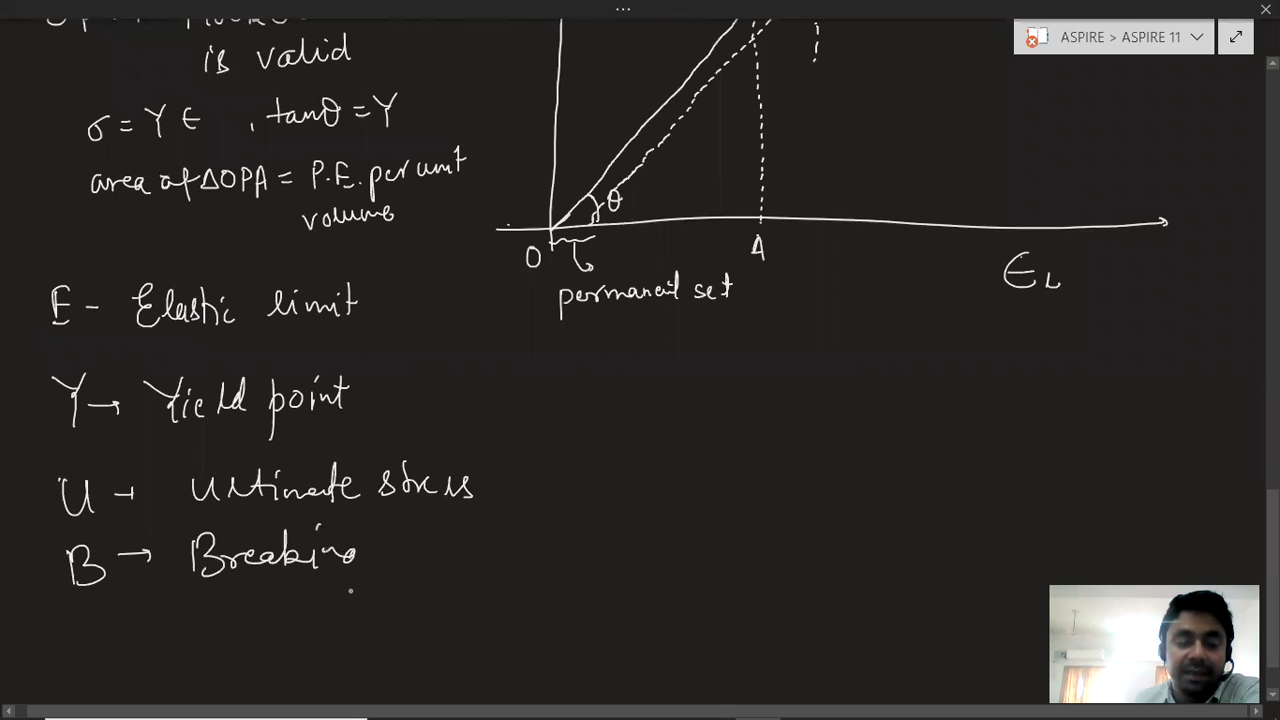 is valid
σ = Y ϵ , tanθ = Y
area of ΔOPA = P.E. per unit
volume
E - Elastic limit
Y → Yield point
U → Ultimate stress
B → Breaking
θ
O
A
ϵL
permanent set
ASPIRE > ASPIRE 11